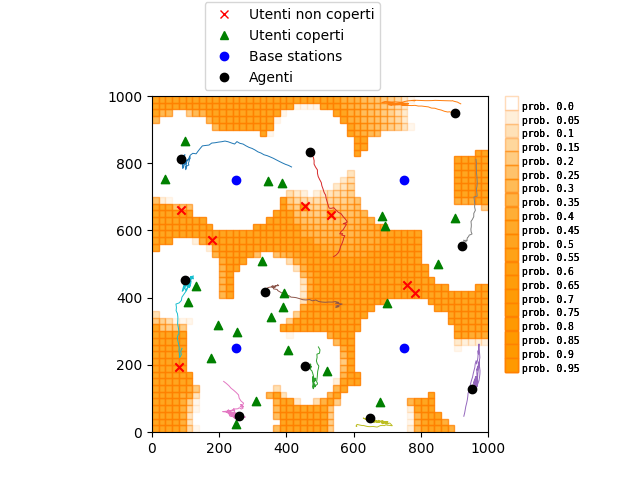 Utenti non coperti
Utenti coperti
Base stations
Agenti
1000
800
600
400
200
0
0
200
400
600
800
1000
prob. 0.0
prob. 0.05
prob. 0.1
prob. 0.15
prob. 0.2
prob. 0.25
prob. 0.3
prob. 0.35
prob. 0.4
prob. 0.45
prob. 0.5
prob. 0.55
prob. 0.6
prob. 0.65
prob. 0.7
prob. 0.75
prob. 0.8
prob. 0.85
prob. 0.9
prob. 0.95